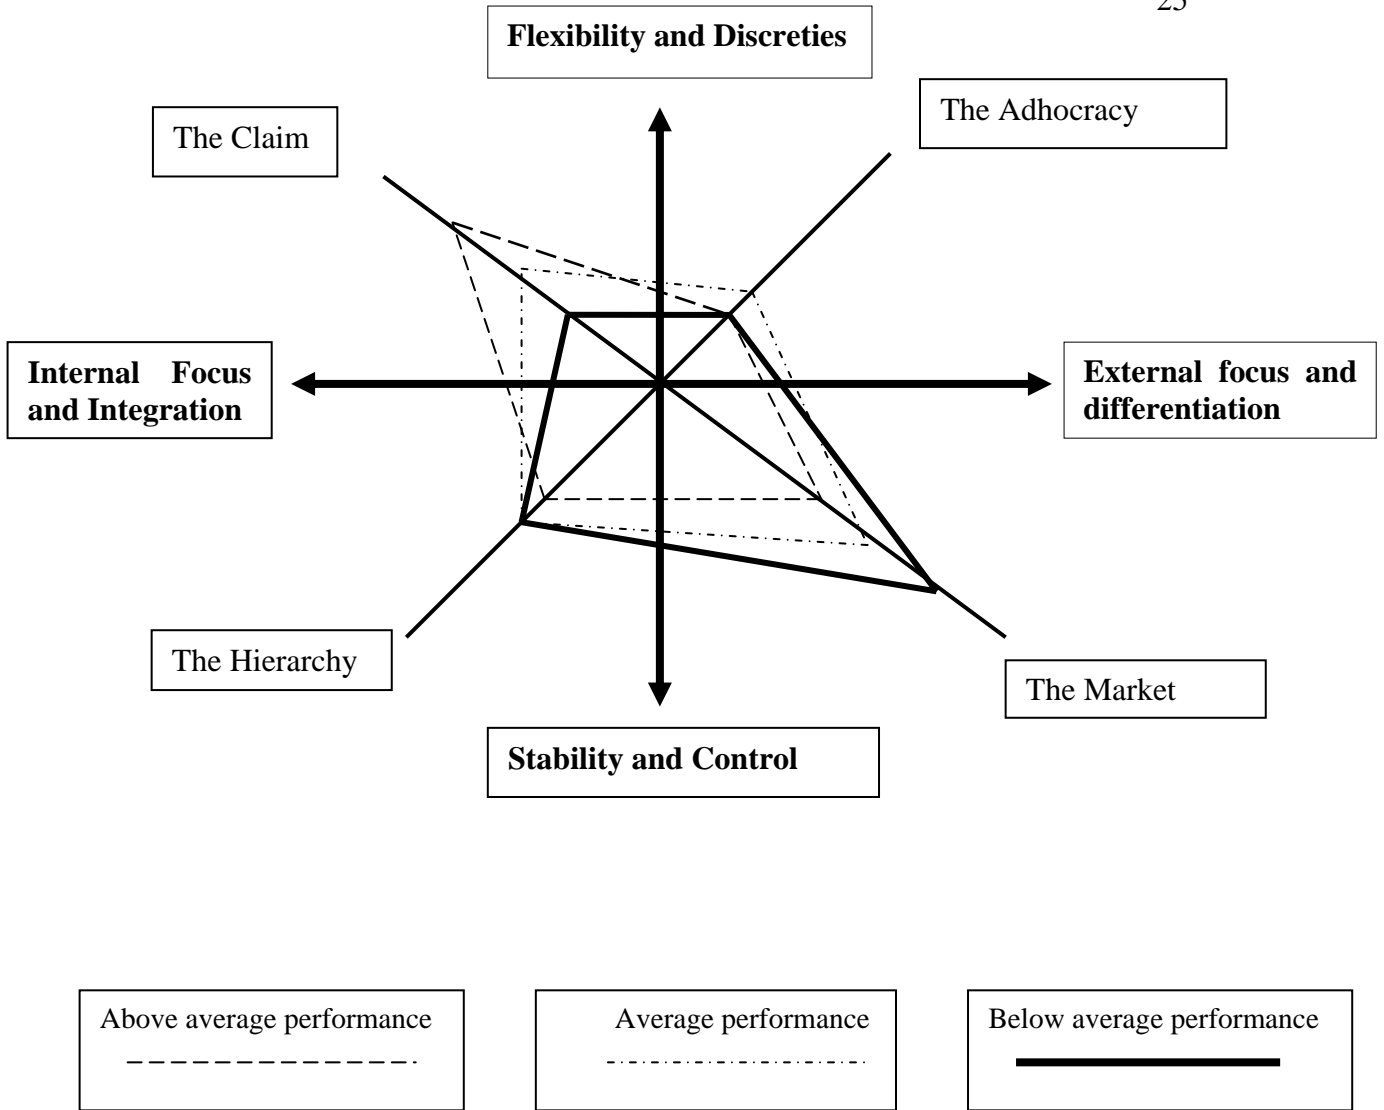 25
Flexibility and Discreties
The Adhocracy
The Claim
Internal Focus
and Integration
External focus and
differentiation
The Hierarchy
The Market
Stability and Control
Above average performance
Average performance
Below average performance